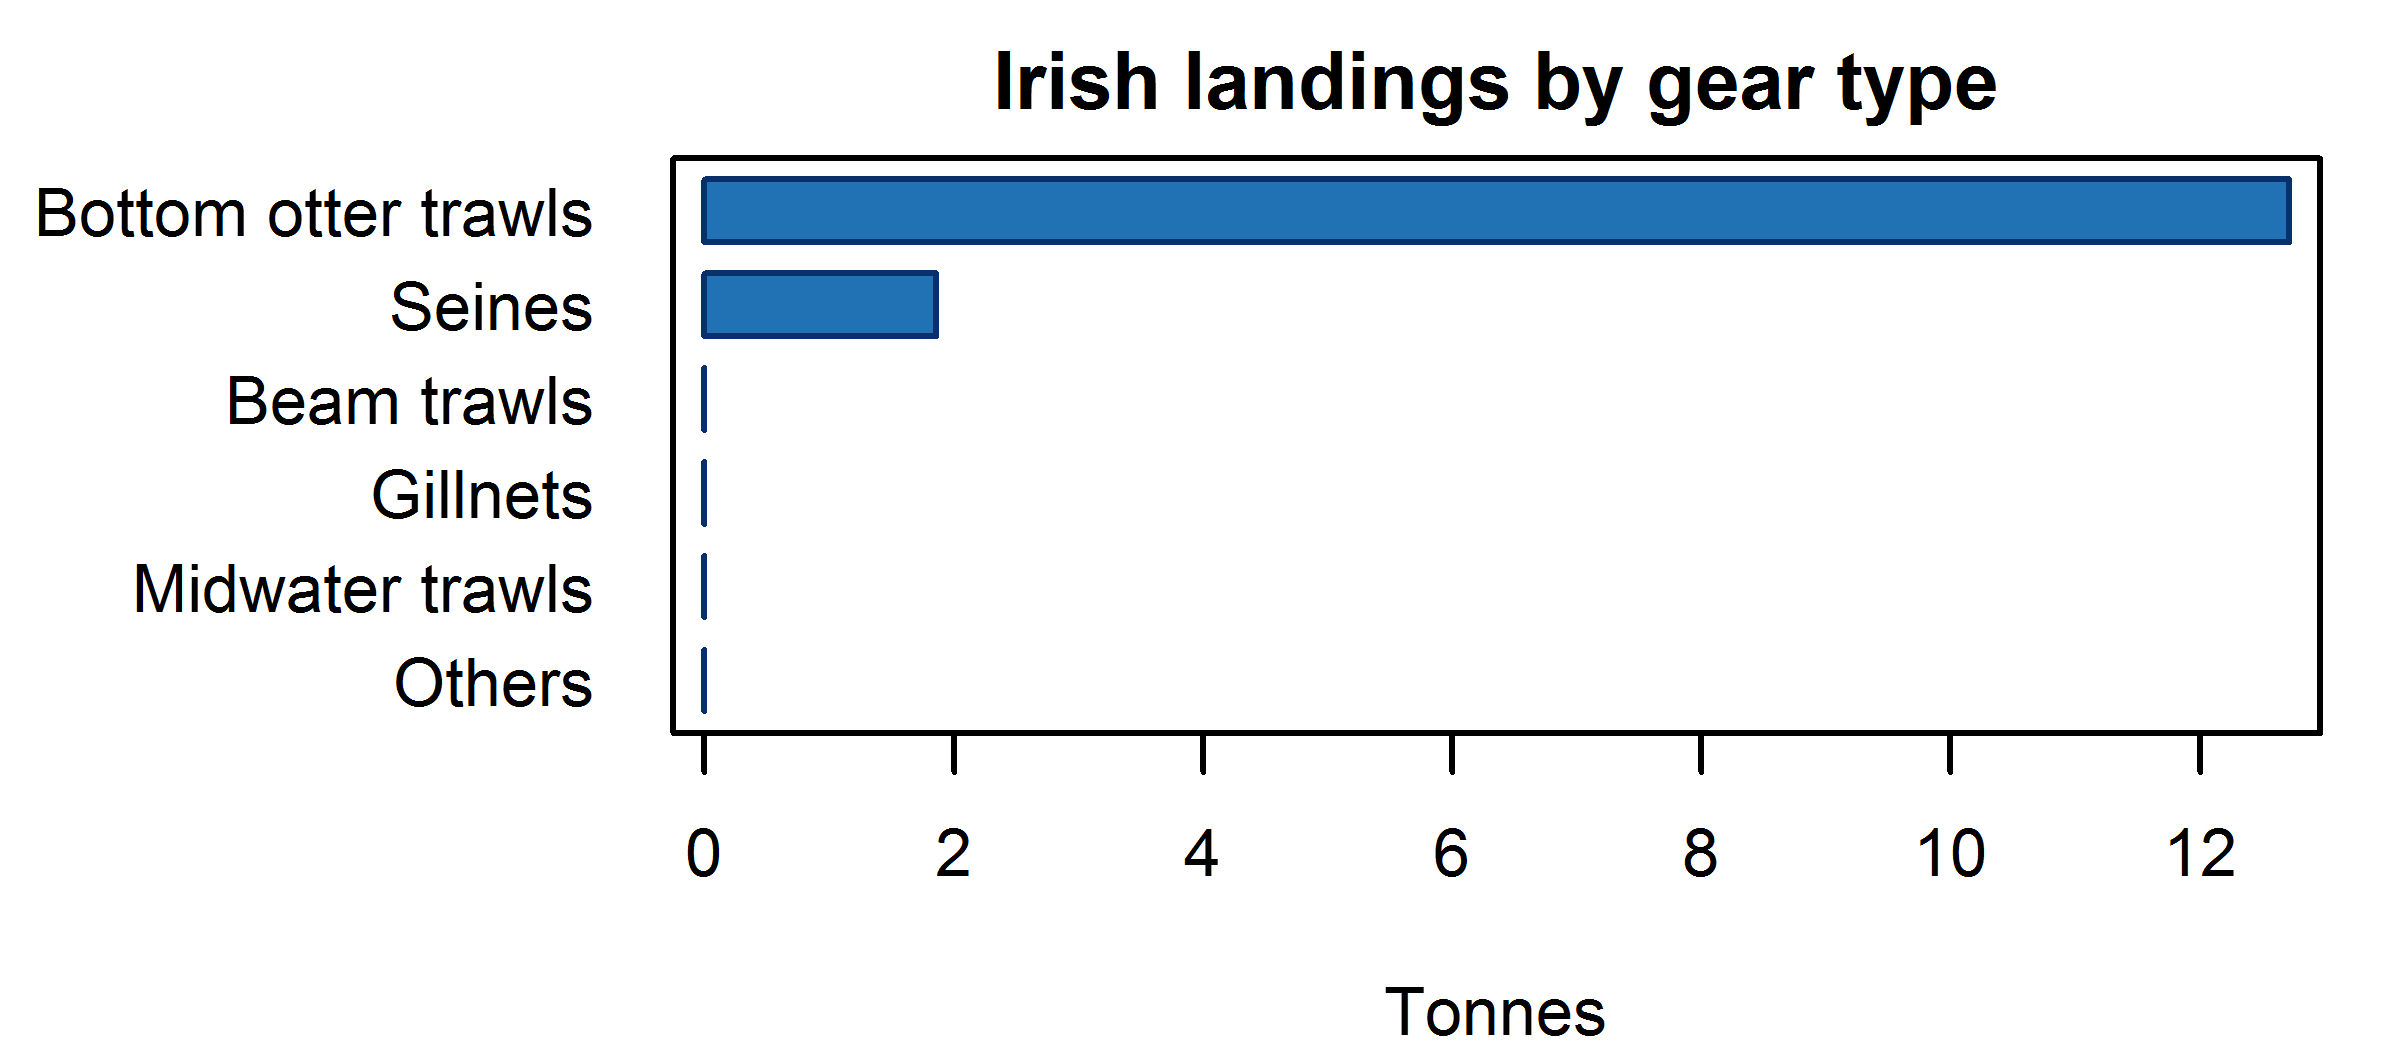 Irish landings by gear type
Bottom otter trawls
Seines
Beam trawls
Gillnets
Midwater trawls
Others
0 2 4 6 8 10 12
Tonnes